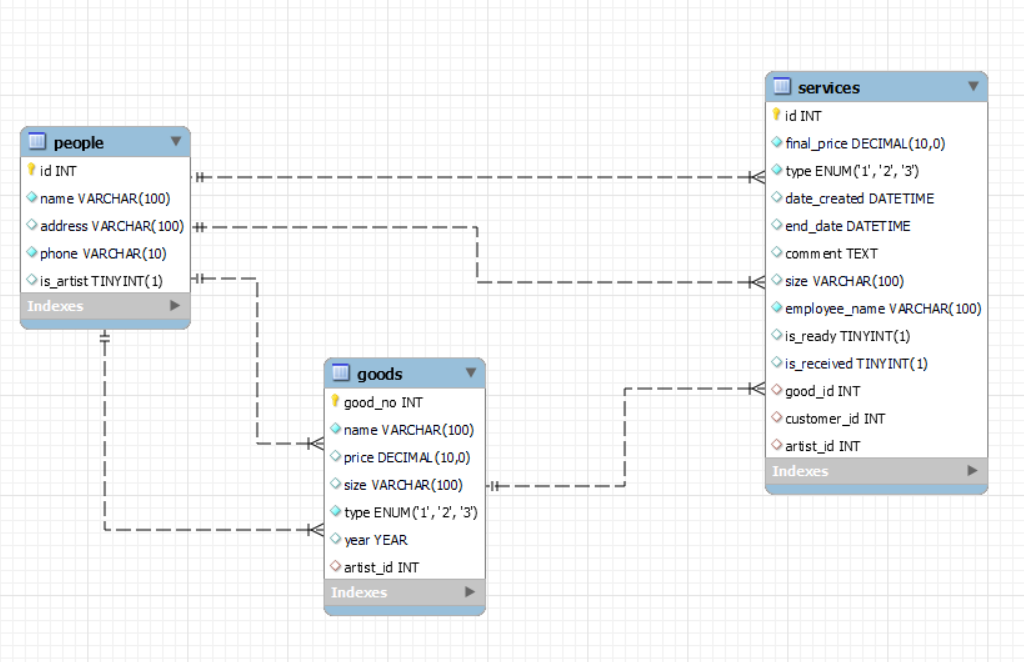 people
id INT
name VARCHAR(100)
address VARCHAR(100)
phone VARCHAR(10)
is_artist TINYINT(1)
Indexes
goods
good_no INT
name VARCHAR(100)
price DECIMAL(10,0)
size VARCHAR(100)
type ENUM('1', '2', '3')
year YEAR
artist_id INT
Indexes
services
id INT
final_price DECIMAL(10,0)
type ENUM('1', '2', '3')
date_created DATETIME
end_date DATETIME
comment TEXT
size VARCHAR(100)
employee_name VARCHAR(100)
is_ready TINYINT(1)
is_received TINYINT(1)
good_id INT
customer_id INT
artist_id INT
Indexes